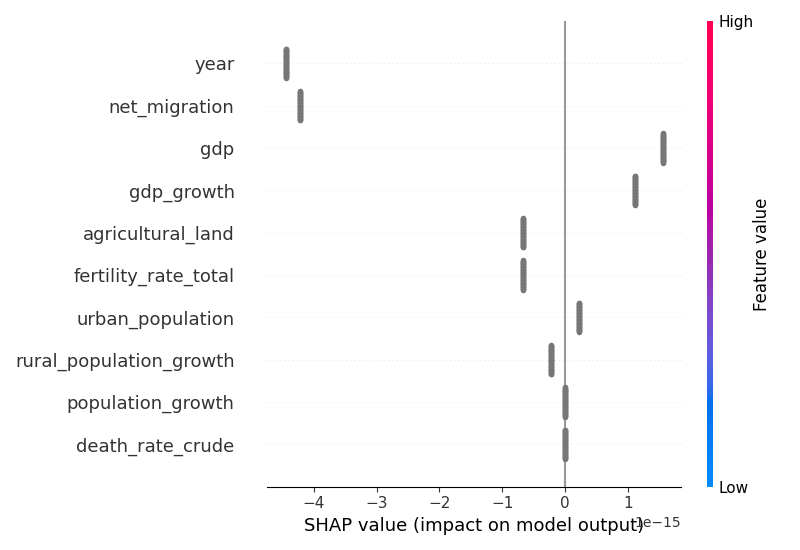 High
year
net_migration
gdp
gdp_growth
agricultural_land
fertility_rate_total
urban_population
rural_population_growth
population_growth
death_rate_crude
Feature value
Low
−4 −3 −2 −1 0 1
1e−15
SHAP value (impact on model output)